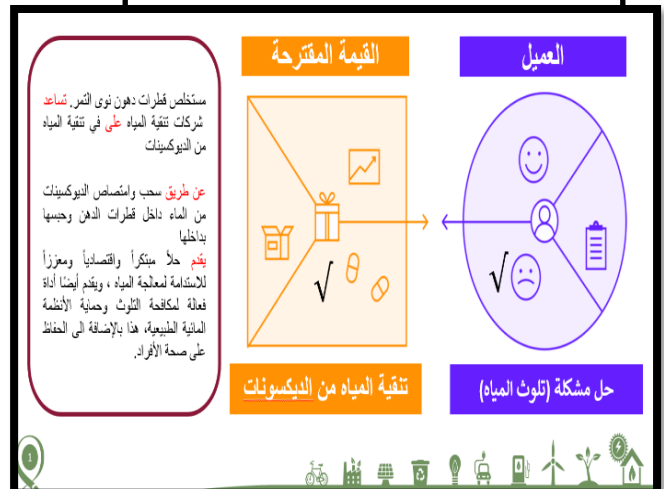 العميل
القيمة المقترحة
مستخلص قطرات دهون نوى التمر. تساعد
شركات تنقية المياه على في تنقية المياه
من الديوكسينات
عن طريق سحب وامتصاص الديوكسينات
من الماء داخل قطرات الدهن وحبسها
بداخلها
يقدم حلاً مبتكراً واقتصادياً ومعززاً
للاستدامة لمعالجة المياه ، ويقدم أيضًا أداة
فعالة لمكافحة التلوث وحماية الأنظمة
المائية الطبيعية، هذا بالإضافة الى الحفاظ
على صحة الأفراد.
حل مشكلة (تلوث المياه)
تنقية المياه من الديكسونات
1